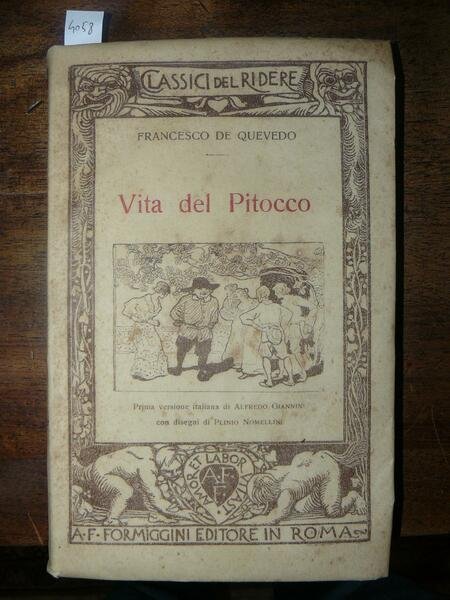 4058
CLASSICI DEL RIDERE
FRANCESCO DE QUEVEDO
Vita del Pitocco
Prima versione italiana di ALFREDO GIANNINI
con disegni di PLINIO NOMELLINI
AMOR ET LABOR
A F
F
A·F·FORMIGGINI EDITORE IN ROMA